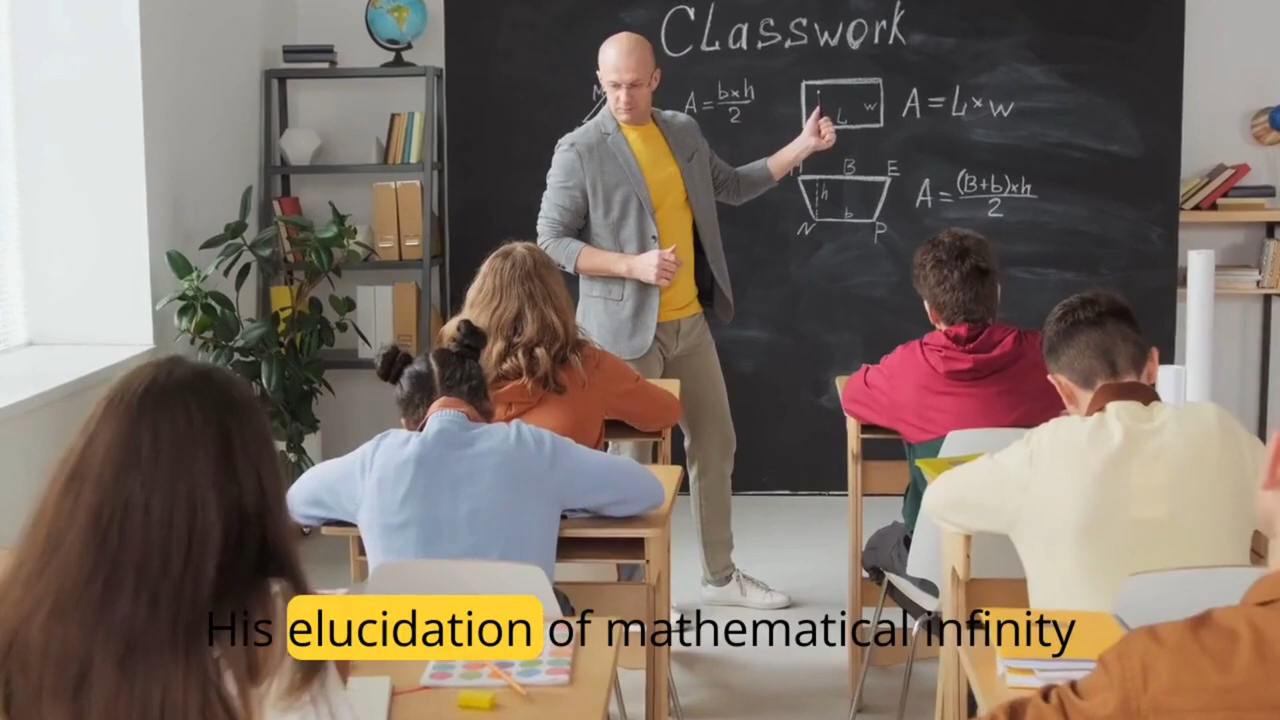 Classwork
A = b×h/2
L w
A = L × w
B E
h
b
N P
A = (B+b)×h/2
His elucidation of mathematical infinity